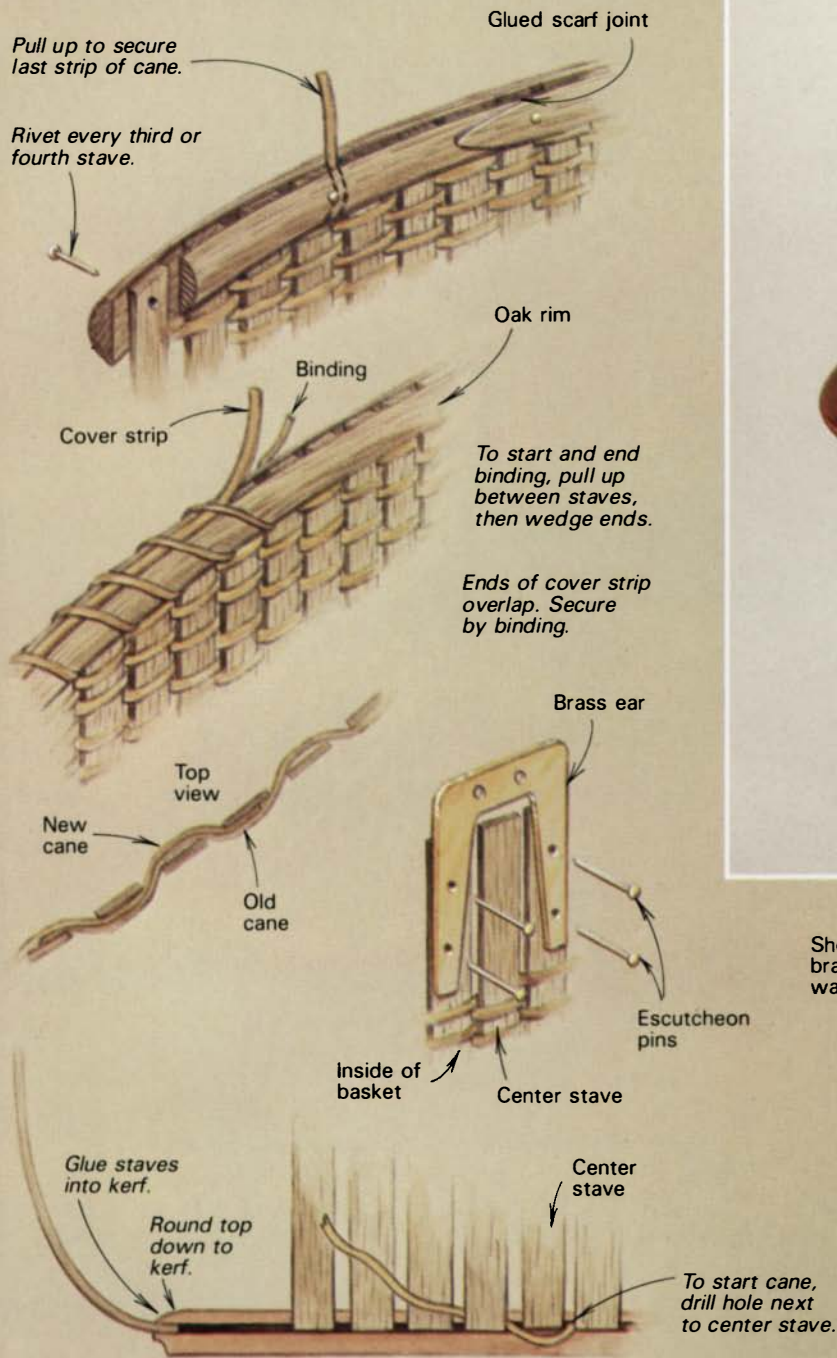 Glued scarf joint
Pull up to secure
last strip of cane.
Rivet every third or
fourth stave.
Oak rim
Binding
Cover strip
To start and end
binding, pull up
between staves,
then wedge ends.
Ends of cover strip
overlap. Secure
by binding.
Brass ear
Top
view
New
cane
Old
cane
Escutcheon
pins
Inside of
basket
Center stave
Glue staves
into kerf.
Round top
down to
kerf.
Center
stave
To start cane,
drill hole next
to center stave.